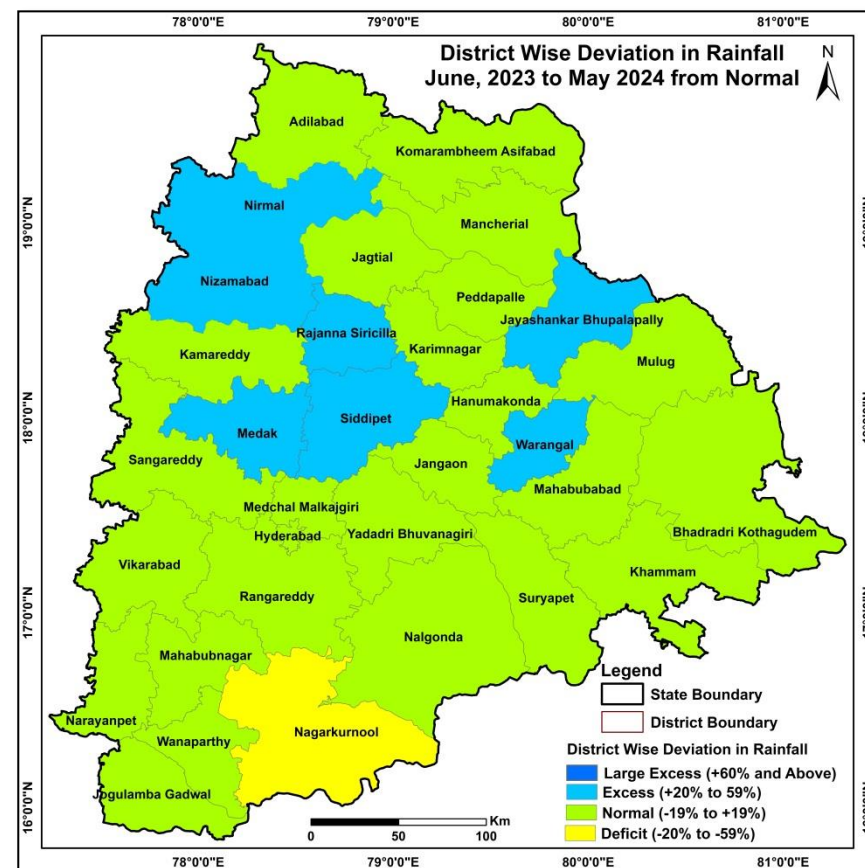 78°0'0"E 79°0'0"E 80°0'0"E 81°0'0"E
District Wise Deviation in Rainfall
June, 2023 to May 2024 from Normal
N
Adilabad
Komarambheem Asifabad
19°0'0"N
Nirmal
Mancherial
Jagtial
Nizamabad
Peddapalle
Rajanna Siricilla
Jayashankar Bhupalapally
Kamareddy
Karimnagar
Mulug
18°0'0"N
Hanumakonda
Siddipet
Medak
Warangal
Sangareddy
Jangaon
Mahabubabad
Medchal Malkajgiri
Hyderabad
Yadadri Bhuvanagiri
Bhadradri Kothagudem
Vikarabad
Khammam
Rangareddy
Suryapet
17°0'0"N
Nalgonda
Mahabubnagar
Legend
State Boundary
District Boundary
Narayanpet
Nagarkurnool
Wanaparthy
District Wise Deviation in Rainfall
Large Excess (+60% and Above)
Excess (+20% to 59%)
Normal (-19% to +19%)
Deficit (-20% to -59%)
Jogulamba Gadwal
16°0'0"N
Km
0 50 100
78°0'0"E 79°0'0"E 80°0'0"E 81°0'0"E